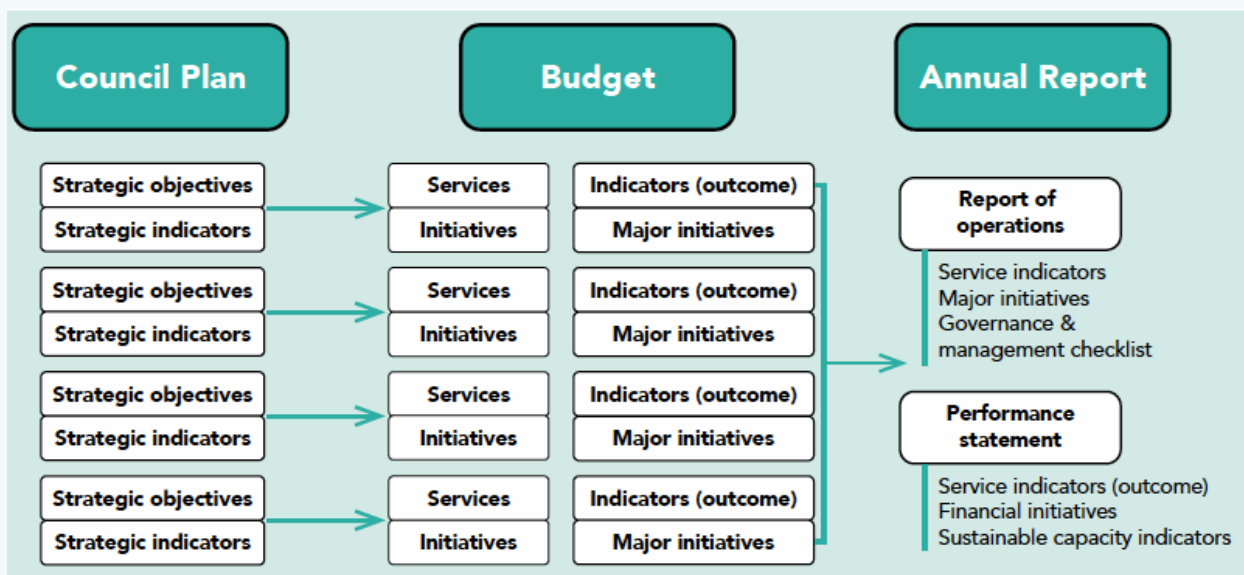 Council Plan
Budget
Annual Report
Strategic objectives
Strategic indicators
Services
Initiatives
Indicators (outcome)
Major initiatives
Strategic objectives
Strategic indicators
Services
Initiatives
Indicators (outcome)
Major initiatives
Strategic objectives
Strategic indicators
Services
Initiatives
Indicators (outcome)
Major initiatives
Strategic objectives
Strategic indicators
Services
Initiatives
Indicators (outcome)
Major initiatives
Report of
operations
Service indicators
Major initiatives
Governance &
management checklist
Performance
statement
Service indicators (outcome)
Financial initiatives
Sustainable capacity indicators